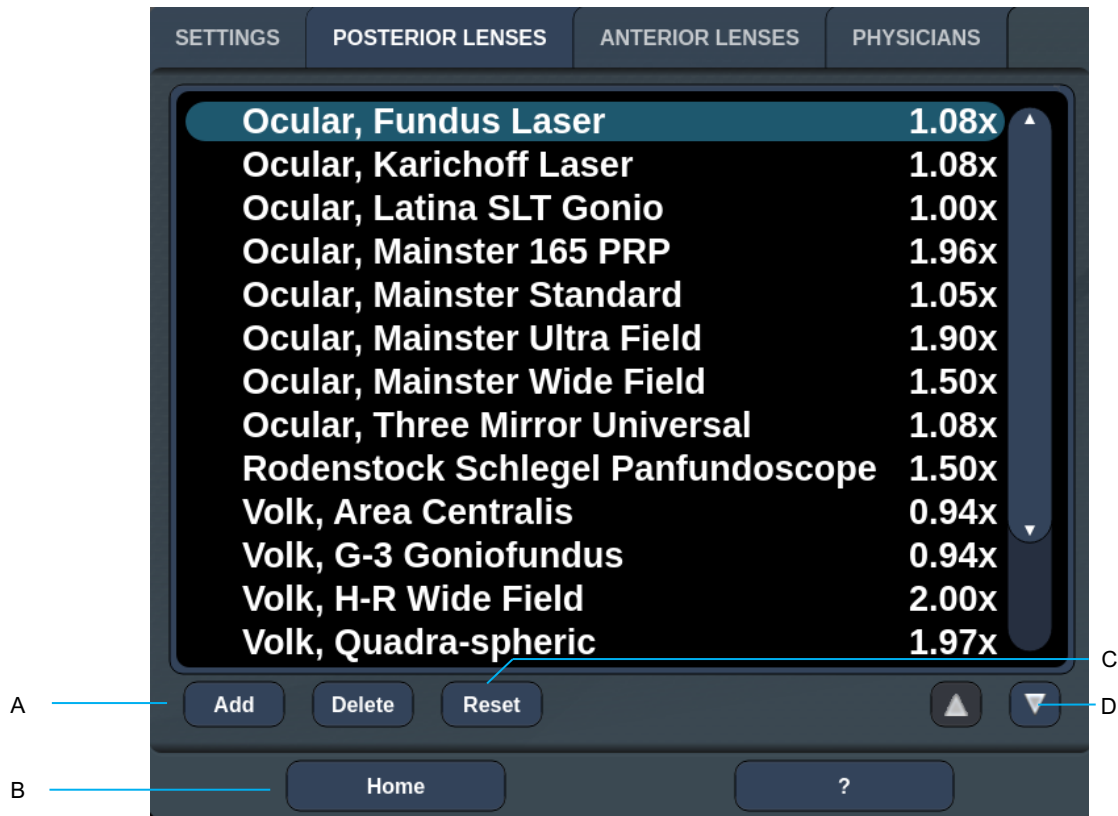 SETTINGS POSTERIOR LENSES ANTERIOR LENSES PHYSICIANS
Ocular, Fundus Laser 1.08x
Ocular, Karichoff Laser 1.08x
Ocular, Latina SLT Gonio 1.00x
Ocular, Mainster 165 PRP 1.96x
Ocular, Mainster Standard 1.05x
Ocular, Mainster Ultra Field 1.90x
Ocular, Mainster Wide Field 1.50x
Ocular, Three Mirror Universal 1.08x
Rodenstock Schlegel Panfundoscope 1.50x
Volk, Area Centralis 0.94x
Volk, G-3 Goniofundus 0.94x
Volk, H-R Wide Field 2.00x
Volk, Quadra-spheric 1.97x
C
A Add Delete Reset D
B Home ?